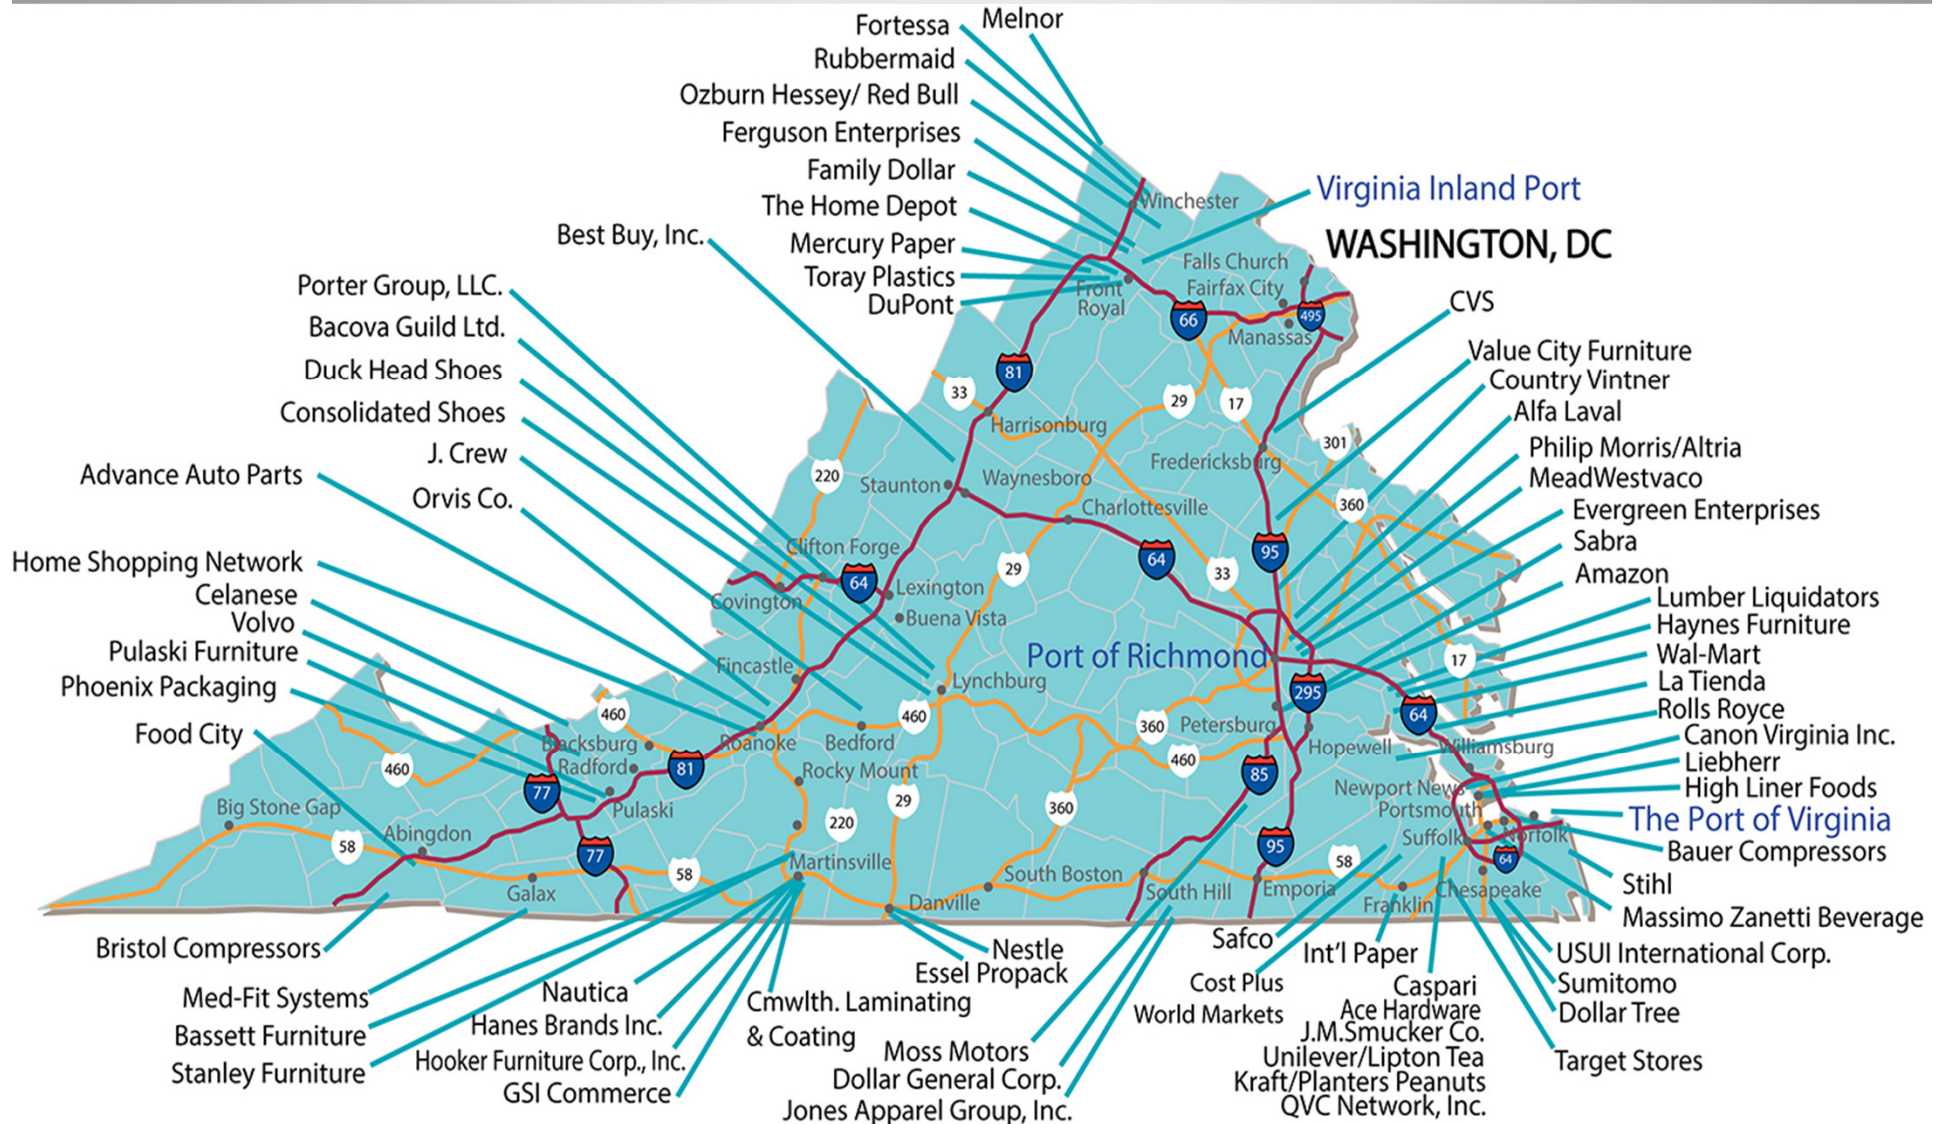 Fortessa
Melnor
Rubbermaid
Ozburn Hessey/ Red Bull
Ferguson Enterprises
Family Dollar
The Home Depot
Mercury Paper
Toray Plastics
DuPont
Best Buy, Inc.
Porter Group, LLC.
Bacova Guild Ltd.
Duck Head Shoes
Consolidated Shoes
J. Crew
Orvis Co.
Advance Auto Parts
Home Shopping Network
Celanese
Volvo
Pulaski Furniture
Phoenix Packaging
Food City
Virginia Inland Port
WASHINGTON, DC
CVS
Value City Furniture
Country Vintner
Alfa Laval
Philip Morris/Altria
MeadWestvaco
Evergreen Enterprises
Sabra
Amazon
Lumber Liquidators
Haynes Furniture
Wal-Mart
La Tienda
Rolls Royce
Canon Virginia Inc.
Liebherr
High Liner Foods
The Port of Virginia
Bauer Compressors
Stihl
Massimo Zanetti Beverage
USUI International Corp.
Sumitomo
Dollar Tree
Target Stores
Winchester
Falls Church
Fairfax City
Front
Royal
66
495
Manassas
81
33
29
17
Harrisonburg
301
220
Fredericksburg
Staunton
Waynesboro
360
Charlottesville
Clifton Forge
64
29
64
33
95
Lexington
Covington
Buena Vista
Port of Richmond
Fincastle
Lynchburg
17
295
460
460
360
64
Petersburg
Blacksburg
Roanoke
Bedford
Hopewell
Williamsburg
460
Radford
81
Rocky Mount
460
85
77
Newport News
Big Stone Gap
Pulaski
29
360
Portsmouth
Abingdon
220
Suffolk
Norfolk
58
77
Martinsville
95
58
64
58
Galax
South Boston
South Hill
Emporia
Franklin
Chesapeake
Danville
Bristol Compressors
Med-Fit Systems
Bassett Furniture
Stanley Furniture
Nautica
Hanes Brands Inc.
Hooker Furniture Corp., Inc.
GSI Commerce
Nestle
Essel Propack
Cmwlth. Laminating
& Coating
Moss Motors
Dollar General Corp.
Jones Apparel Group, Inc.
Safco
Cost Plus
World Markets
Int'l Paper
Caspari
Ace Hardware
J.M.Smucker Co.
Unilever/Lipton Tea
Kraft/Planters Peanuts
QVC Network, Inc.